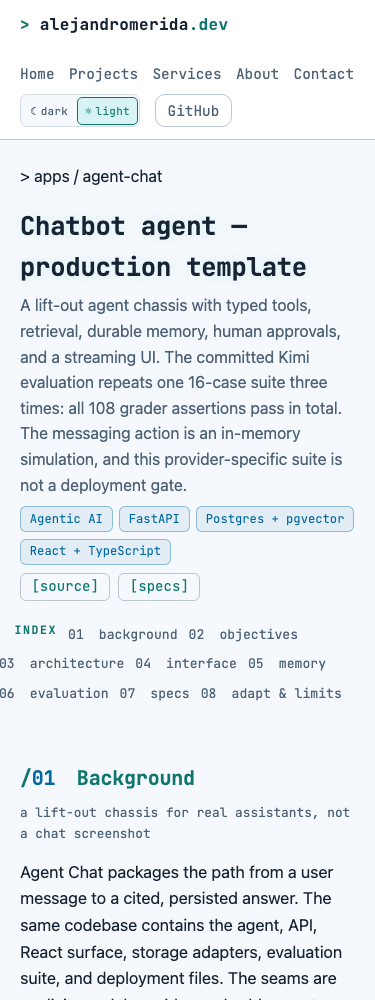 > alejandromerida.dev
Home Projects Services About Contact
☾ dark ☼ light GitHub
> apps / agent-chat
Chatbot agent —
production template
A lift-out agent chassis with typed tools,
retrieval, durable memory, human approvals,
and a streaming UI. The committed Kimi
evaluation repeats one 16-case suite three
times: all 108 grader assertions pass in total.
The messaging action is an in-memory
simulation, and this provider-specific suite is
not a deployment gate.
Agentic AI FastAPI Postgres + pgvector
React + TypeScript
[source] [specs]
INDEX 01 background 02 objectives
03 architecture 04 interface 05 memory
06 evaluation 07 specs 08 adapt & limits
/01 Background
a lift-out chassis for real assistants, not
a chat screenshot
Agent Chat packages the path from a user
message to a cited, persisted answer. The
same codebase contains the agent, API,
React surface, storage adapters, evaluation
suite, and deployment files. The seams are